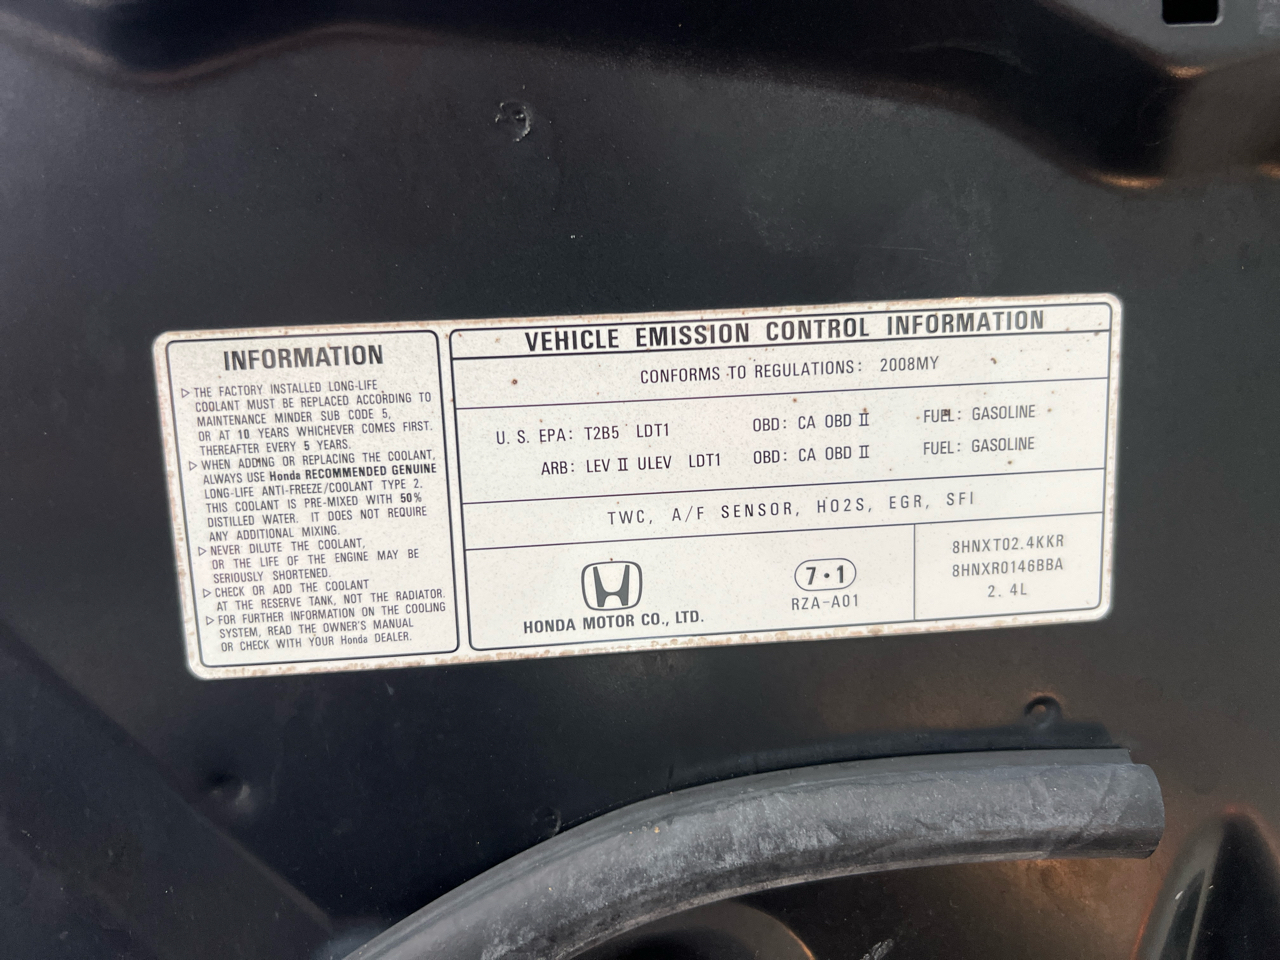 INFORMATION
▷ THE FACTORY INSTALLED LONG-LIFE
COOLANT MUST BE REPLACED ACCORDING TO
MAINTENANCE MINDER SUB CODE 5,
OR AT 10 YEARS WHICHEVER COMES FIRST.
THEREAFTER EVERY 5 YEARS.
▷ WHEN ADDING OR REPLACING THE COOLANT,
ALWAYS USE Honda RECOMMENDED GENUINE
LONG-LIFE ANTI-FREEZE/COOLANT TYPE 2.
THIS COOLANT IS PRE-MIXED WITH 50%
DISTILLED WATER. IT DOES NOT REQUIRE
ANY ADDITIONAL MIXING.
▷ NEVER DILUTE THE COOLANT,
OR THE LIFE OF THE ENGINE MAY BE
SERIOUSLY SHORTENED.
▷ CHECK OR ADD THE COOLANT
AT THE RESERVE TANK, NOT THE RADIATOR.
▷ FOR FURTHER INFORMATION ON THE COOLING
SYSTEM, READ THE OWNER'S MANUAL
OR CHECK WITH YOUR Honda DEALER.
VEHICLE EMISSION CONTROL INFORMATION
CONFORMS TO REGULATIONS: 2008MY
U. S. EPA: T2B5 LDT1 OBD: CA OBD II FUEL: GASOLINE
ARB: LEV II ULEV LDT1 OBD: CA OBD II FUEL: GASOLINE
TWC, A/F SENSOR, HO2S, EGR, SFI
HONDA MOTOR CO., LTD.
7•1
RZA-A01
8HNXT02.4KKR
8HNXR0146BBA
2. 4L